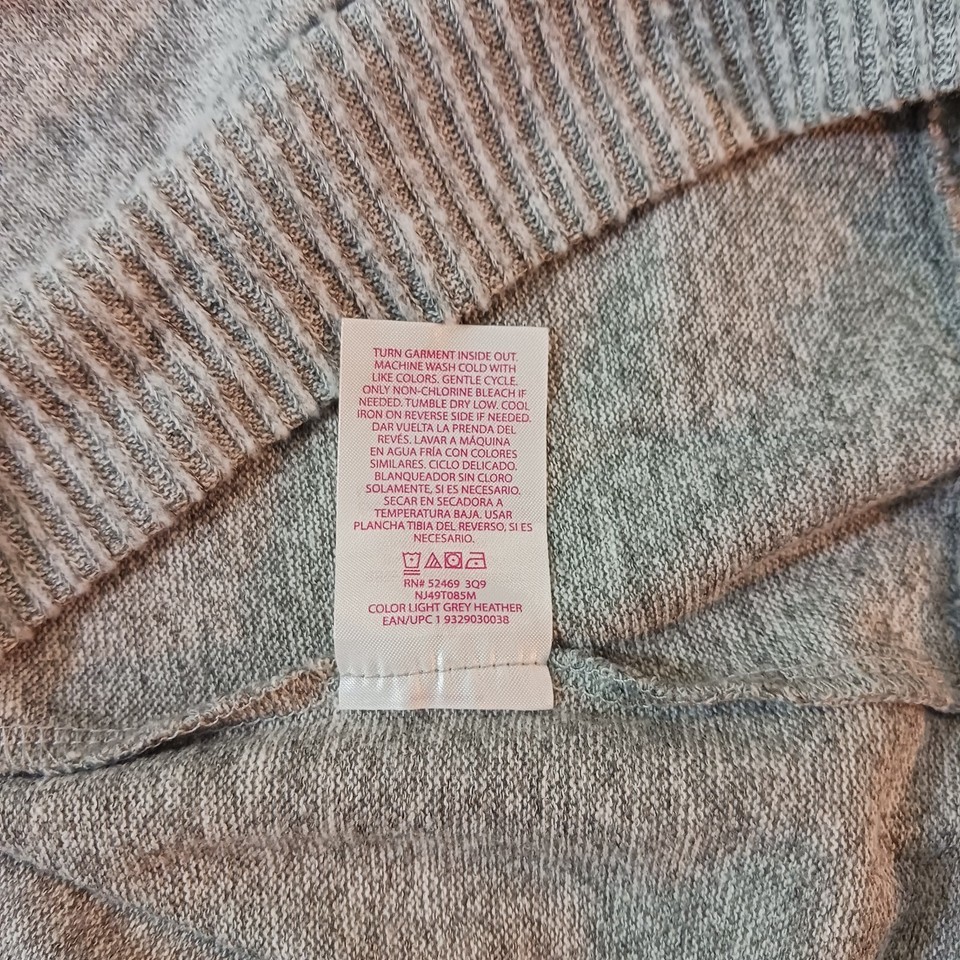 TURN GARMENT INSIDE OUT.
MACHINE WASH COLD WITH
LIKE COLORS. GENTLE CYCLE.
ONLY NON-CHLORINE BLEACH IF
NEEDED. TUMBLE DRY LOW. COOL
IRON ON REVERSE SIDE IF NEEDED.
DAR VUELTA LA PRENDA DEL
REVÉS. LAVAR A MÁQUINA
EN AGUA FRÍA CON COLORES
SIMILARES. CICLO DELICADO.
BLANQUEADOR SIN CLORO
SOLAMENTE, SI ES NECESARIO.
SECAR EN SECADORA A
TEMPERATURA BAJA. USAR
PLANCHA TIBIA DEL REVERSO, SI ES
NECESARIO.
RN# 52469 3Q9
NJ49T085M
COLOR LIGHT GREY HEATHER
EAN/UPC 1 9329030038